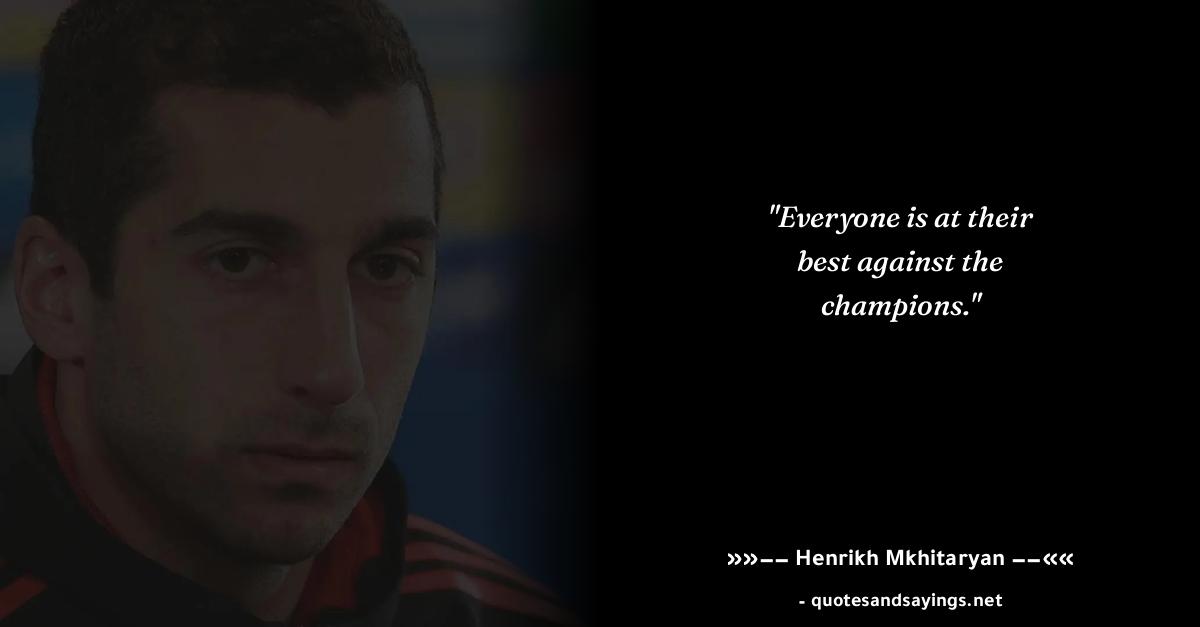 "Everyone is at their
best against the
champions."
»»−− Henrikh Mkhitaryan −−««
- quotesandsayings.net